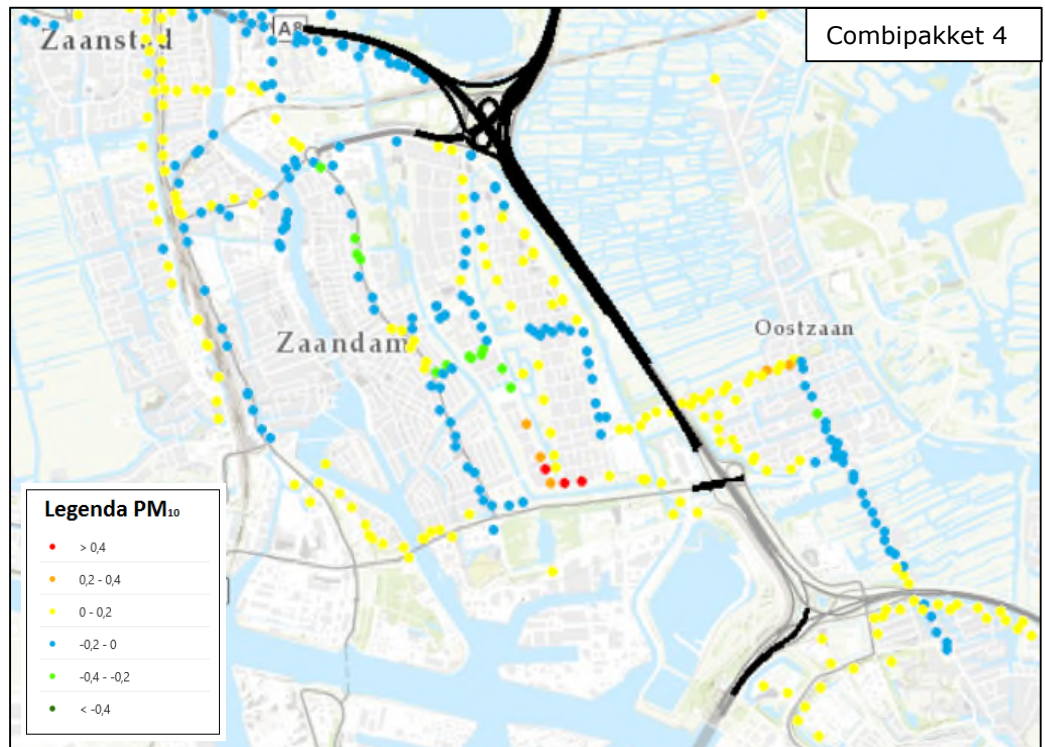 Combipakket 4
A8
Zaanstad
Oostzaan
Zaandam
Legenda PM₁₀
> 0,4
0,2 - 0,4
0 - 0,2
-0,2 - 0
-0,4 - -0,2
< -0,4